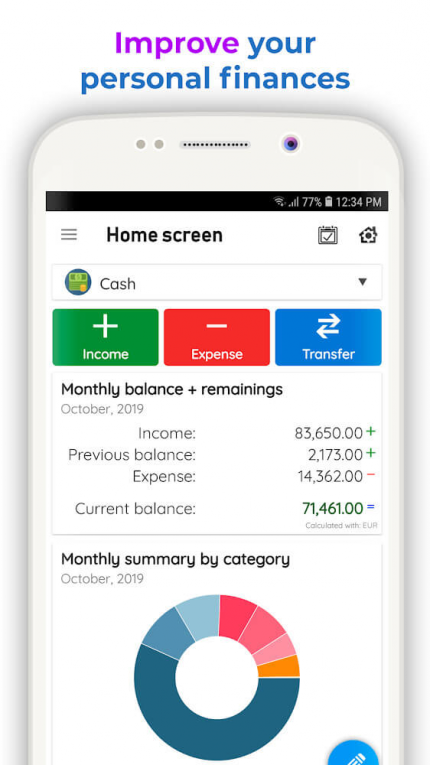 Improve your
personal finances
77% 12:34 PM
Home screen
Cash
Income Expense Transfer
Monthly balance + remainings
October, 2019
Income: 83,650.00 +
Previous balance: 2,173.00 +
Expense: 14,362.00 −
Current balance: 71,461.00 =
Calculated with: EUR
Monthly summary by category
October, 2019